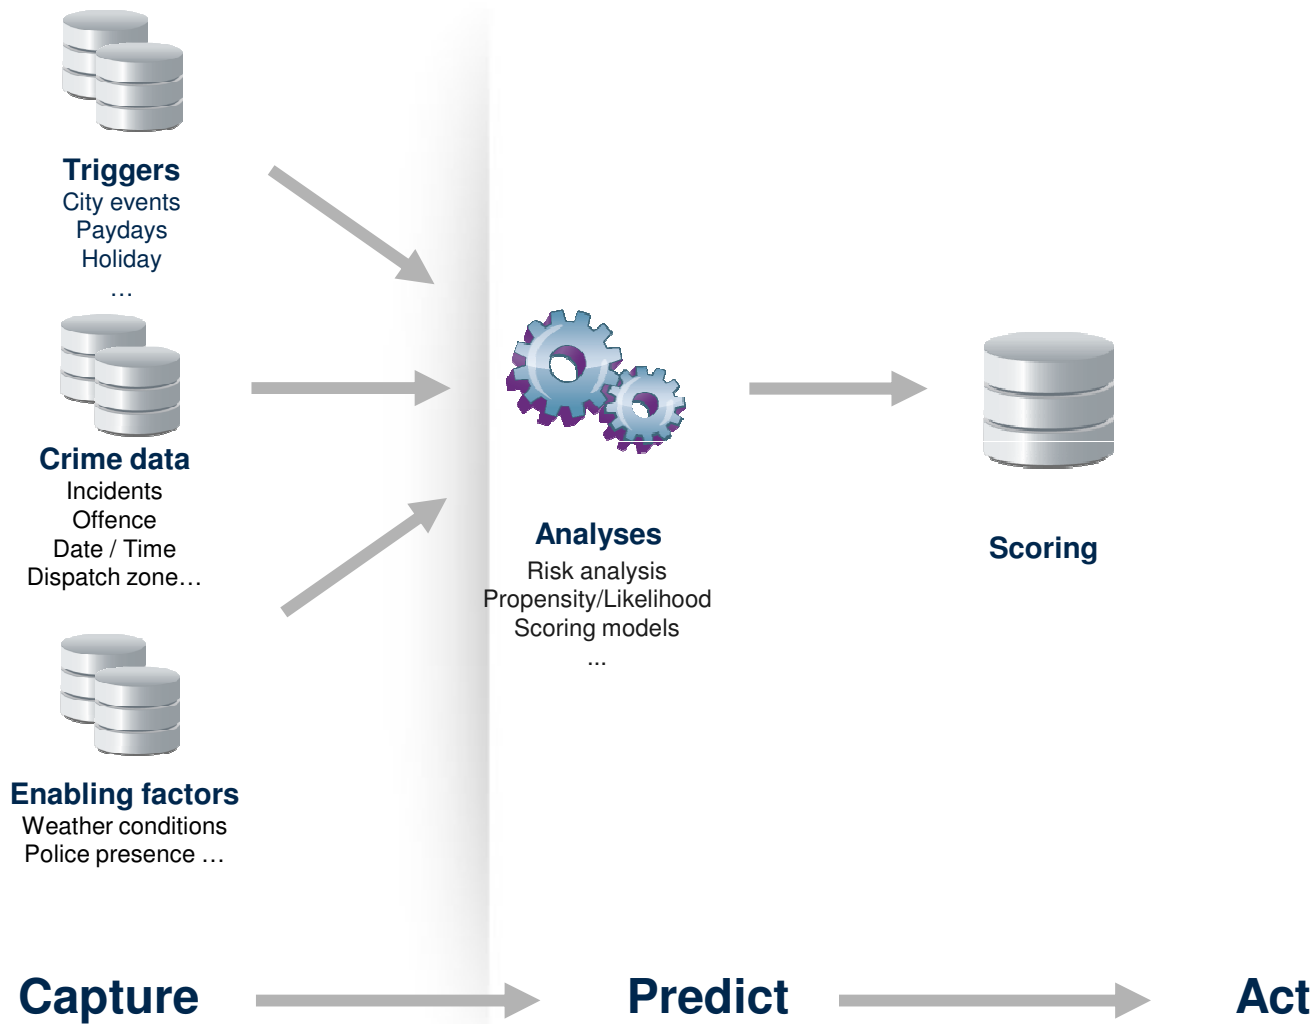 Triggers
City events
Paydays
Holiday
…
Crime data
Incidents
Offence
Date / Time
Dispatch zone…
Enabling factors
Weather conditions
Police presence …
Analyses
Risk analysis
Propensity/Likelihood
Scoring models
...
Scoring
Capture
Predict
Act